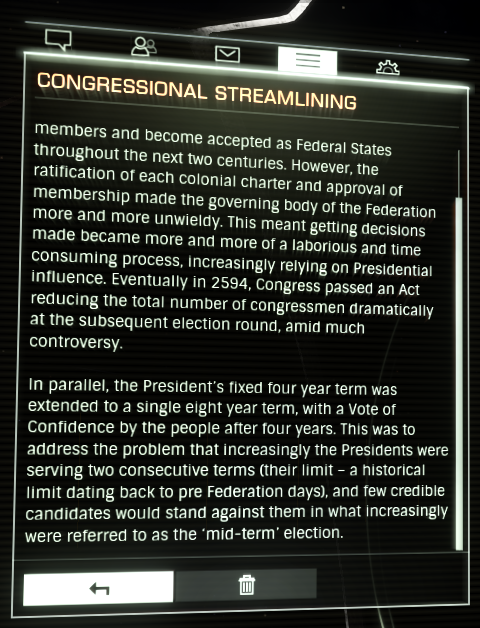 CONGRESSIONAL STREAMLINING
members and become accepted as Federal States
throughout the next two centuries. However, the
ratification of each colonial charter and approval of
membership made the governing body of the Federation
more and more unwieldy. This meant getting decisions
made became more and more of a laborious and time
consuming process, increasingly relying on Presidential
influence. Eventually in 2594, Congress passed an Act
reducing the total number of congressmen dramatically
at the subsequent election round, amid much
controversy.
In parallel, the President's fixed four year term was
extended to a single eight year term, with a Vote of
Confidence by the people after four years. This was to
address the problem that increasingly the Presidents were
serving two consecutive terms (their limit – a historical
limit dating back to pre Federation days), and few credible
candidates would stand against them in what increasingly
were referred to as the ‘mid-term’ election.